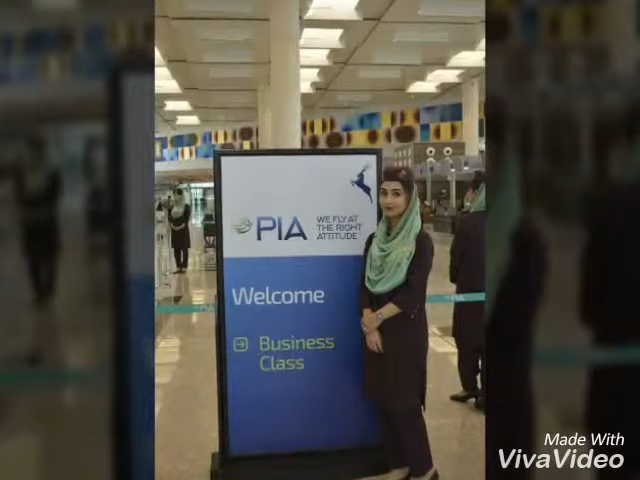 PIA
WE FLY AT
THE RIGHT
ATTITUDE
Welcome
Business
Class
Made With
VivaVideo